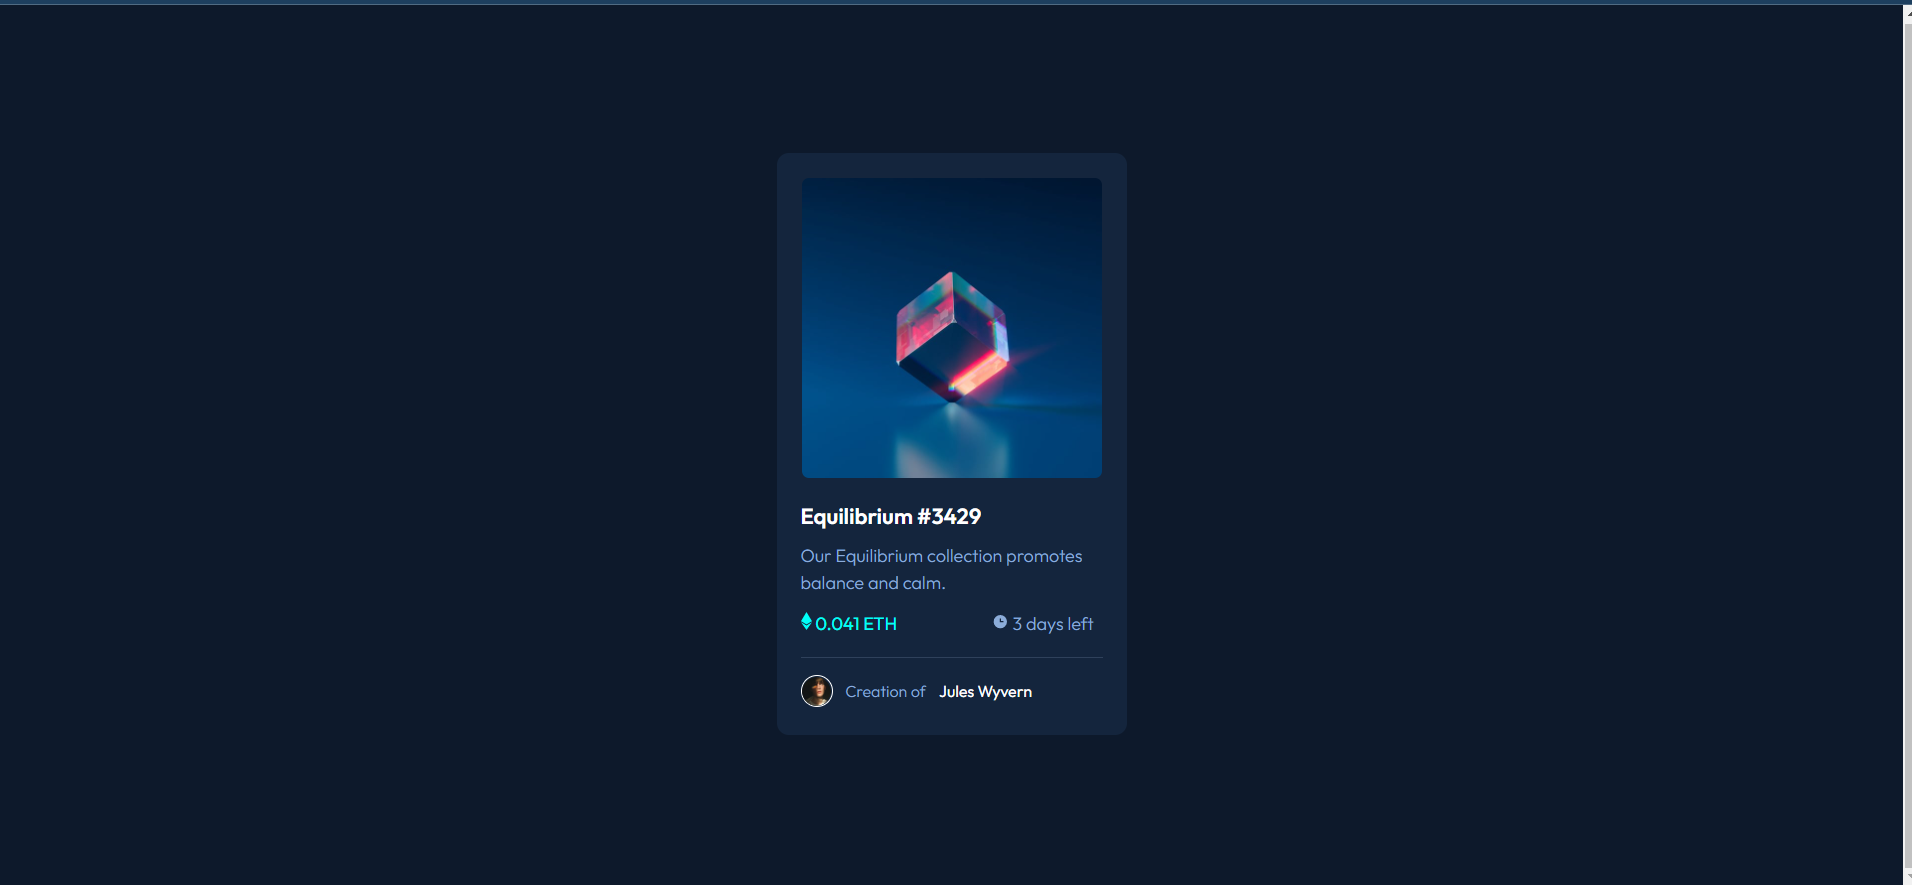 Equilibrium #3429
Our Equilibrium collection promotes
balance and calm.
0.041 ETH 3 days left
Creation of Jules Wyvern